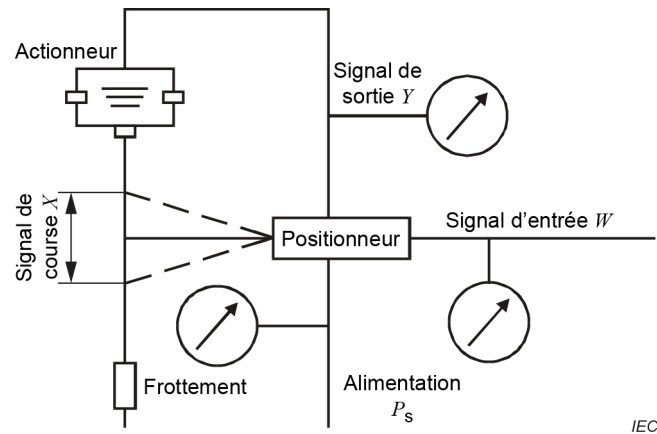 Actionneur
Signal de
sortie Y
Signal de
course X
Positionneur
Signal d'entrée W
Frottement
Alimentation
Ps
IEC